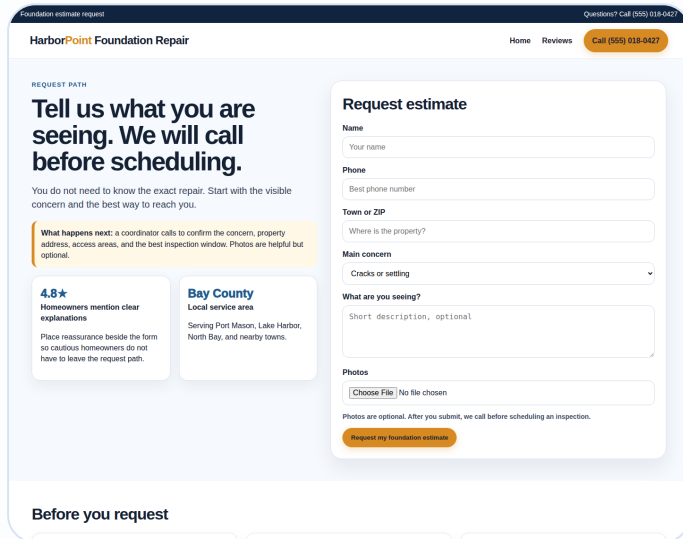 Foundation estimate request
Questions? Call (555) 018-0427
HarborPoint Foundation Repair
Home
Reviews
Call (555) 018-0427
REQUEST PATH
Tell us what you are
seeing. We will call
before scheduling.
You do not need to know the exact repair. Start with the visible
concern and the best way to reach you.
What happens next: a coordinator calls to confirm the concern, property
address, access areas, and the best inspection window. Photos are helpful but
optional.
4.8★
Homeowners mention clear
explanations
Place reassurance beside the form
so cautious homeowners do not
have to leave the request path.
Bay County
Local service area
Serving Port Mason, Lake Harbor,
North Bay, and nearby towns.
Request estimate
Name
Your name
Phone
Best phone number
Town or ZIP
Where is the property?
Main concern
Cracks or settling
What are you seeing?
Short description, optional
Photos
Choose File No file chosen
Photos are optional. After you submit, we call before scheduling an inspection.
Request my foundation estimate
Before you request